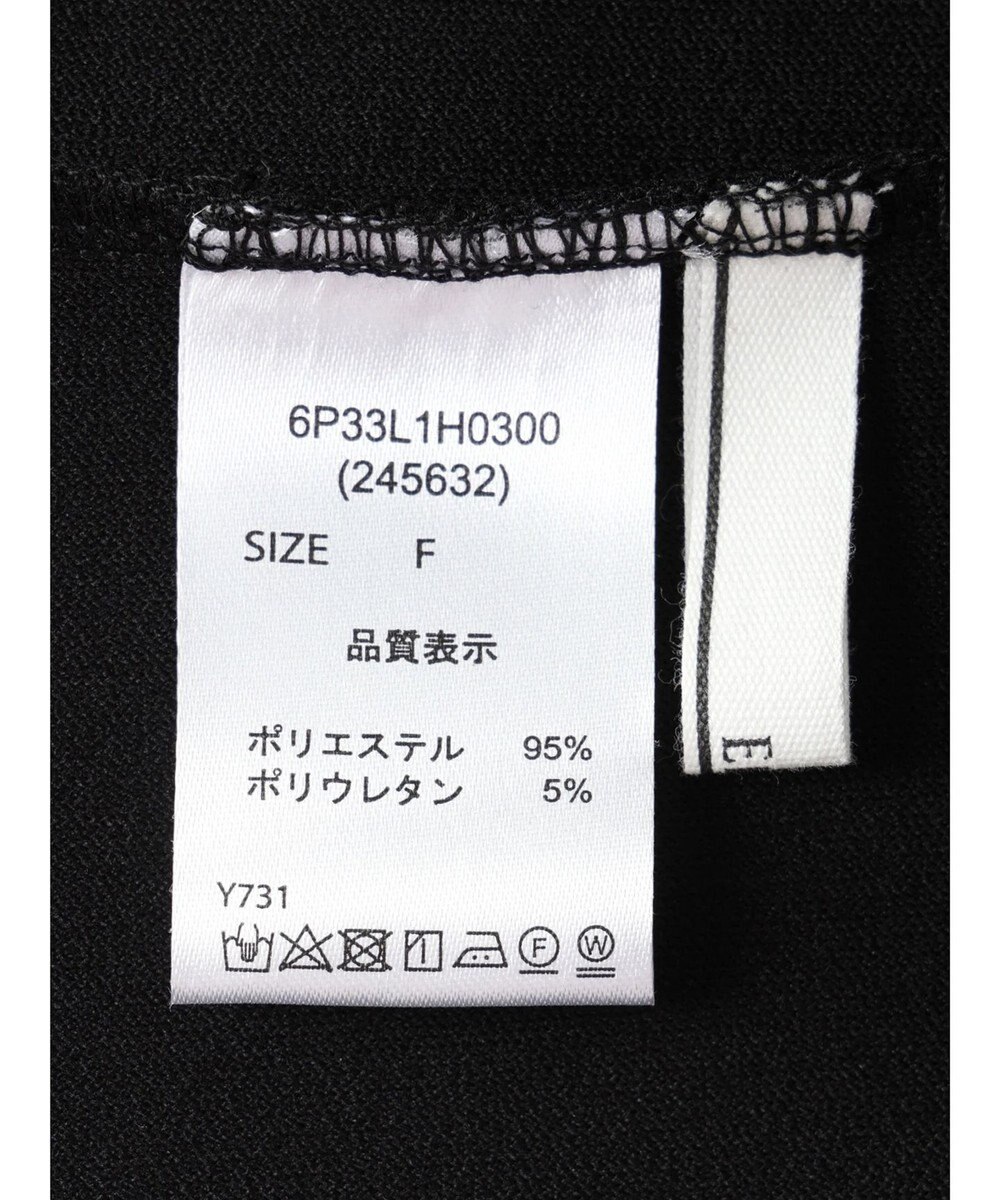 6P33L1H0300
(245632)
SIZE F
品質表示
ポリエステル 95%
ポリウレタン 5%
Y731
F W
E